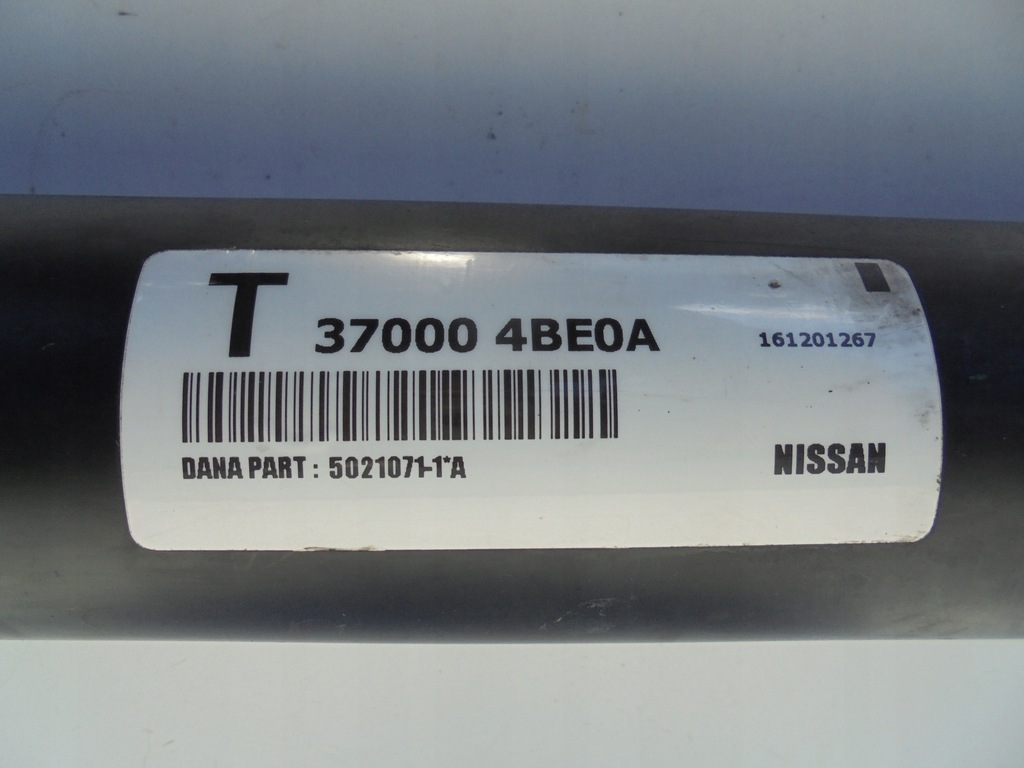 T 37000 4BE0A 161201267
DANA PART : 5021071-1*A NISSAN